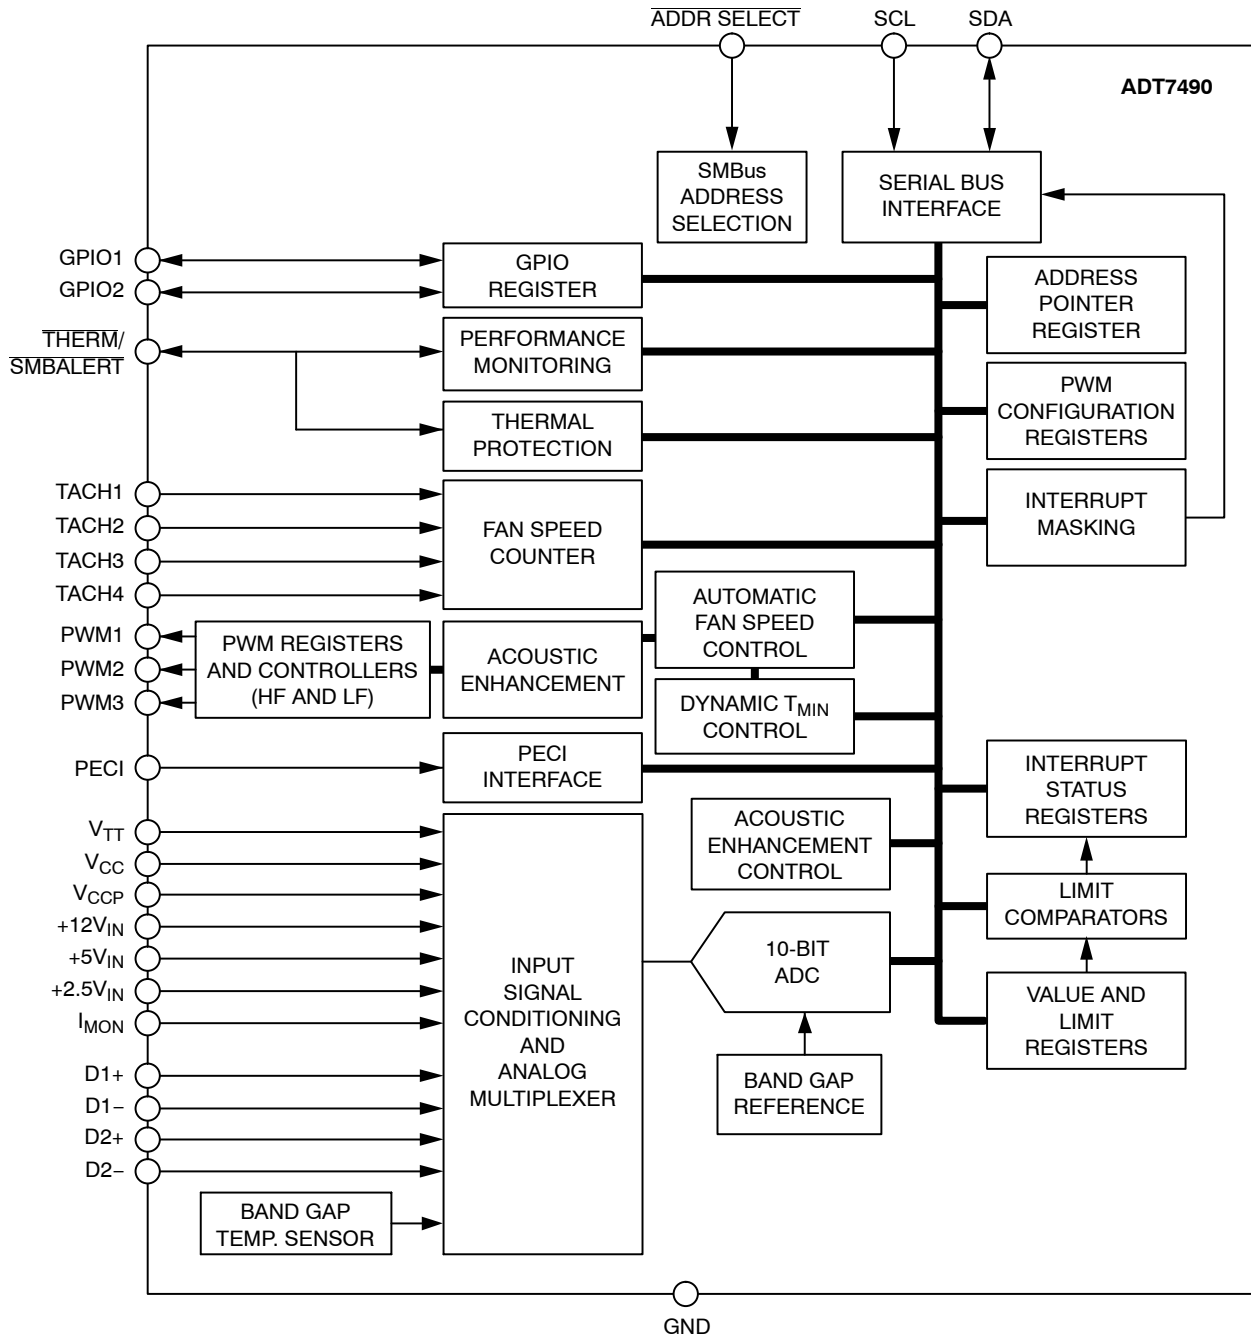 ADDR SELECT
SCL
SDA
ADT7490
SMBus
ADDRESS
SELECTION
SERIAL BUS
INTERFACE
GPIO1
GPIO2
GPIO
REGISTER
ADDRESS
POINTER
REGISTER
THERM/
SMBALERT
PERFORMANCE
MONITORING
PWM
CONFIGURATION
REGISTERS
THERMAL
PROTECTION
TACH1
TACH2
TACH3
TACH4
FAN SPEED
COUNTER
INTERRUPT
MASKING
AUTOMATIC
FAN SPEED
CONTROL
PWM1
PWM2
PWM3
PWM REGISTERS
AND CONTROLLERS
(HF AND LF)
ACOUSTIC
ENHANCEMENT
DYNAMIC TMIN
CONTROL
PECI
PECI
INTERFACE
INTERRUPT
STATUS
REGISTERS
ACOUSTIC
ENHANCEMENT
CONTROL
VTT
VCC
VCCP
+12VIN
+5VIN
+2.5VIN
IMON
D1+
D1−
D2+
D2−
INPUT
SIGNAL
CONDITIONING
AND
ANALOG
MULTIPLEXER
10-BIT
ADC
LIMIT
COMPARATORS
VALUE AND
LIMIT
REGISTERS
BAND GAP
REFERENCE
BAND GAP
TEMP. SENSOR
GND